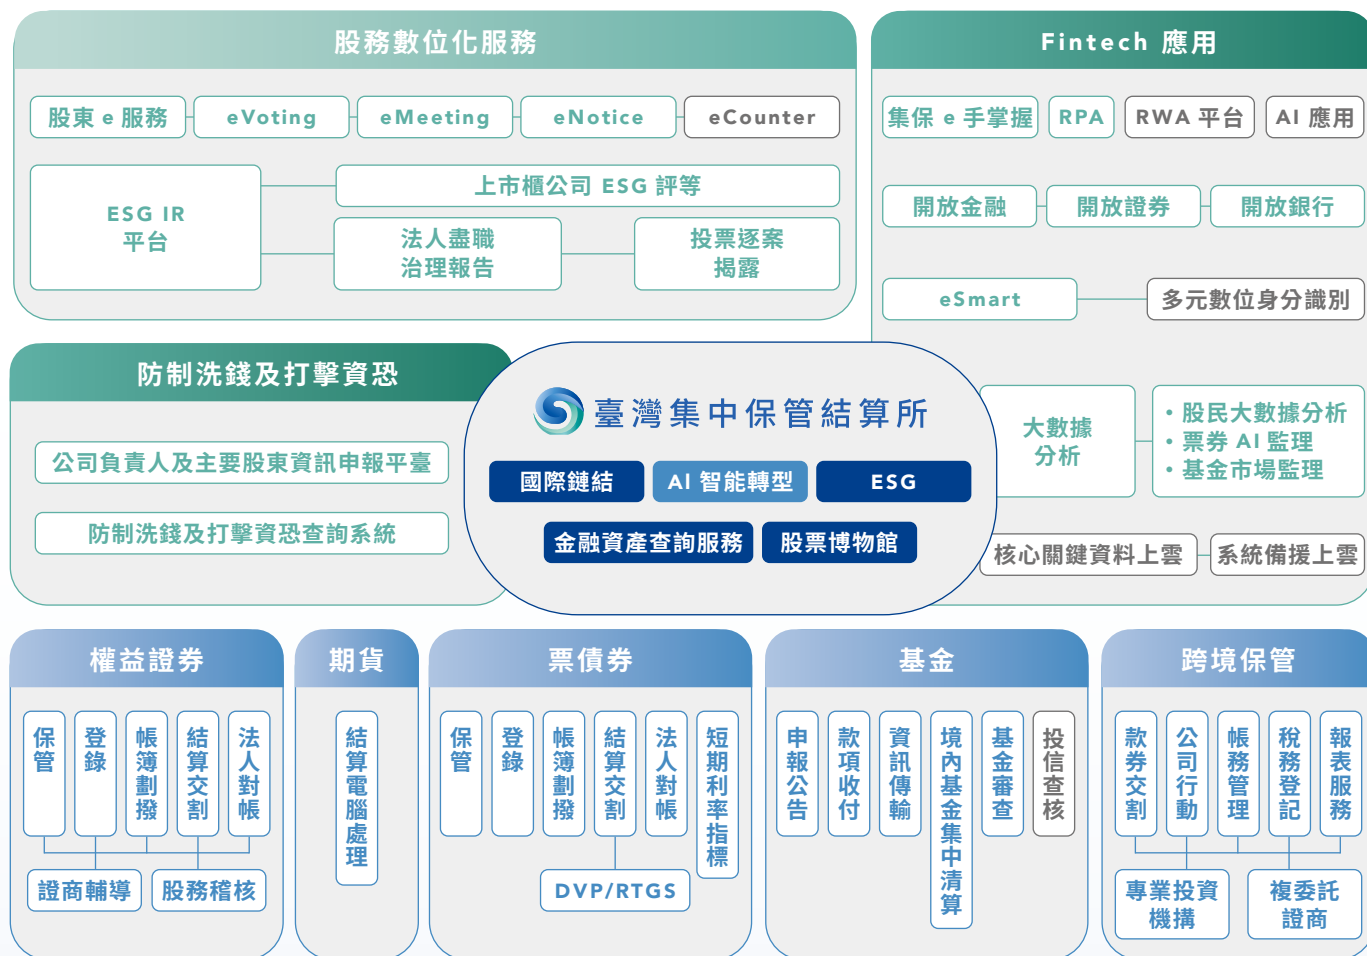 股務數位化服務
股東 e 服務
eVoting
eMeeting
eNotice
eCounter
ESG IR
平台
上市櫃公司 ESG 評等
法人盡職
治理報告
投票逐案
揭露
Fintech 應用
集保 e 手掌握
RPA
RWA 平台
AI 應用
開放金融
開放證券
開放銀行
eSmart
多元數位身分識別
大數據
分析
• 股民大數據分析
• 票券 AI 監理
• 基金市場監理
核心關鍵資料上雲
系統備援上雲
防制洗錢及打擊資恐
公司負責人及主要股東資訊申報平臺
防制洗錢及打擊資恐查詢系統
臺灣集中保管結算所
國際鏈結
AI 智能轉型
ESG
金融資產查詢服務
股票博物館
權益證券
保管
登錄
帳簿劃撥
結算交割
法人對帳
證商輔導
股務稽核
期貨
結算電腦處理
票債券
保管
登錄
帳簿劃撥
結算交割
法人對帳
短期利率指標
DVP/RTGS
基金
申報公告
款項收付
資訊傳輸
境內基金集中清算
基金審查
投信查核
跨境保管
款券交割
公司行動
帳務管理
稅務登記
報表服務
專業投資
機構
複委託
證商